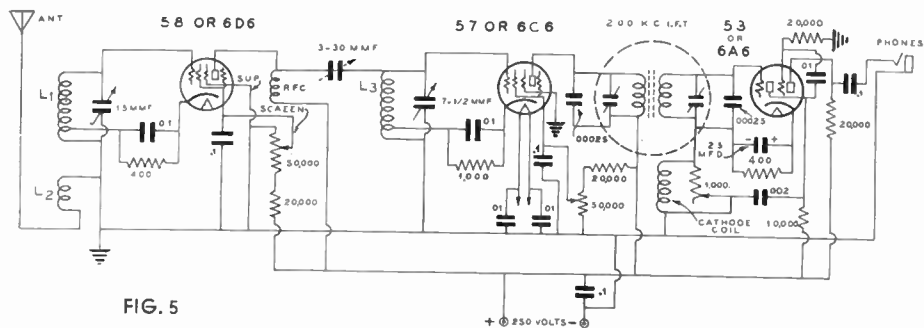 58 OR 6D6
57 OR 6C6
200 KC I.F.T
53
OR
6A6
20,000
ANT
PHONES
3-30 MMF
SUP.
SCREEN
RFC
L1
15 MMF
.01
400
.1
50,000
20,000
L2
L3
7-1/2 MMF
.01
1,000
.1
.01
.01
.00025
20,000
50,000
.00025
.01
.1
20,000
25
MFD
- +
400
1,000
.002
10,000
CATHODE
COIL
.1
+ 250 VOLTS -
FIG. 5